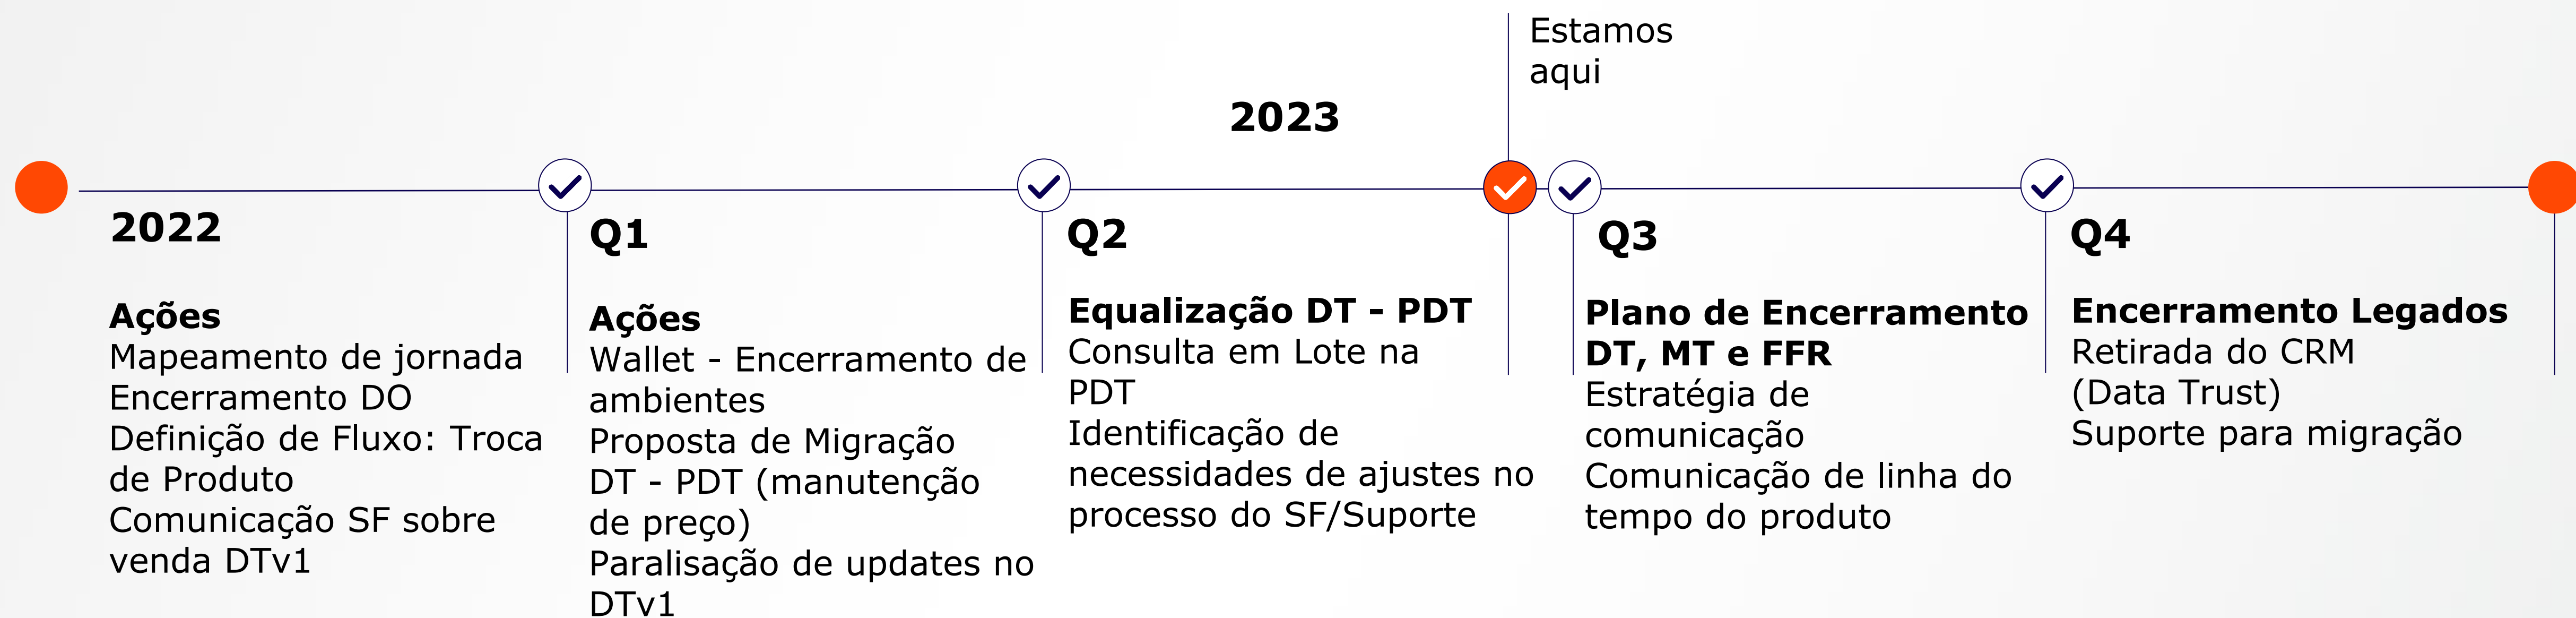 Estamos
aqui
2023
2022
Ações
Mapeamento de jornada
Encerramento DO
Definição de Fluxo: Troca
de Produto
Comunicação SF sobre
venda DTv1
Q1
Ações
Wallet - Encerramento de
ambientes
Proposta de Migração
DT - PDT (manutenção
de preço)
Paralisação de updates no
DTv1
Q2
Equalização DT - PDT
Consulta em Lote na
PDT
Identificação de
necessidades de ajustes no
processo do SF/Suporte
Q3
Plano de Encerramento
DT, MT e FFR
Estratégia de
comunicação
Comunicação de linha do
tempo do produto
Q4
Encerramento Legados
Retirada do CRM
(Data Trust)
Suporte para migração